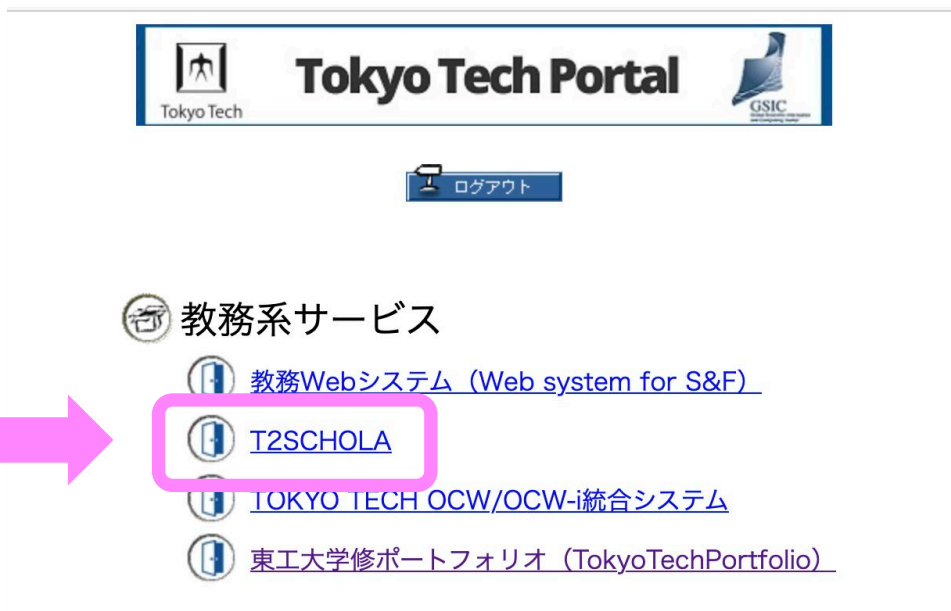 Tokyo Tech
Tokyo Tech Portal
GSIC
ログアウト
教務系サービス
教務Webシステム（Web system for S&F）
T2SCHOLA
TOKYO TECH OCW/OCW-i統合システム
東工大学修ポートフォリオ（TokyoTechPortfolio）